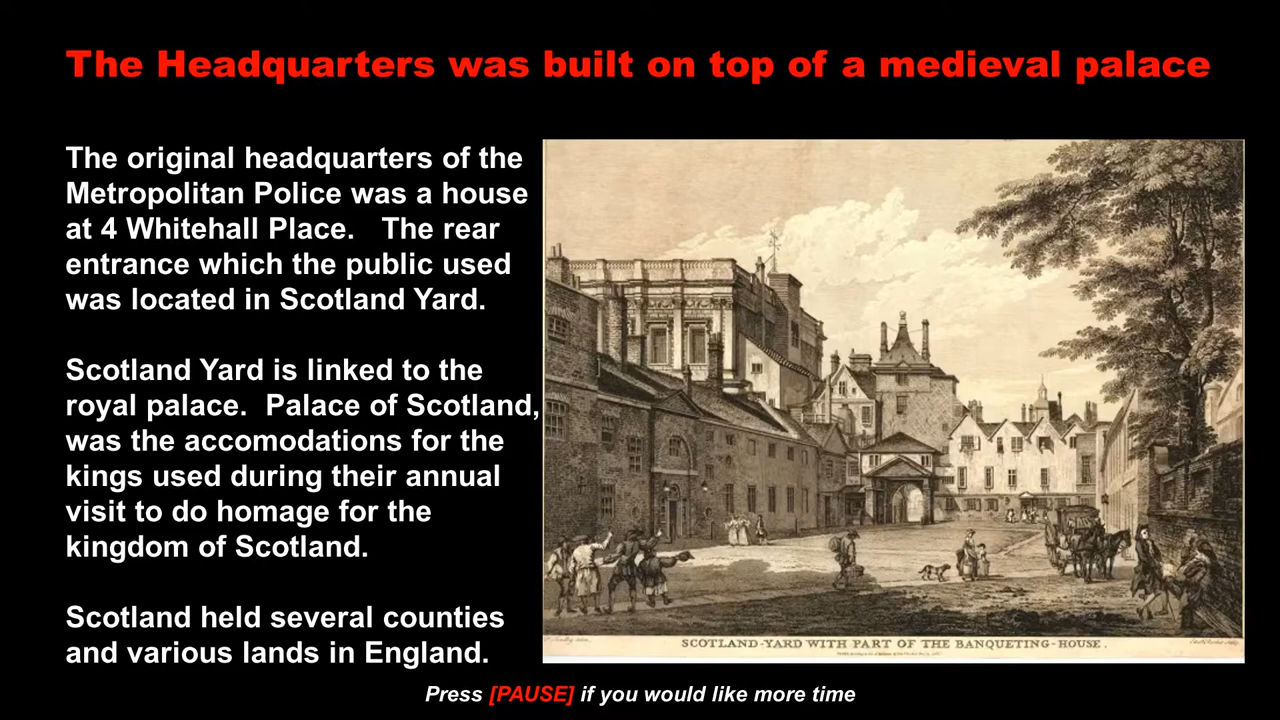 The Headquarters was built on top of a medieval palace
The original headquarters of the
Metropolitan Police was a house
at 4 Whitehall Place. The rear
entrance which the public used
was located in Scotland Yard.
Scotland Yard is linked to the
royal palace. Palace of Scotland,
was the accomodations for the
kings used during their annual
visit to do homage for the
kingdom of Scotland.
Scotland held several counties
and various lands in England.
SCOTLAND-YARD WITH PART OF THE BANQUETING-HOUSE.
Press [PAUSE] if you would like more time